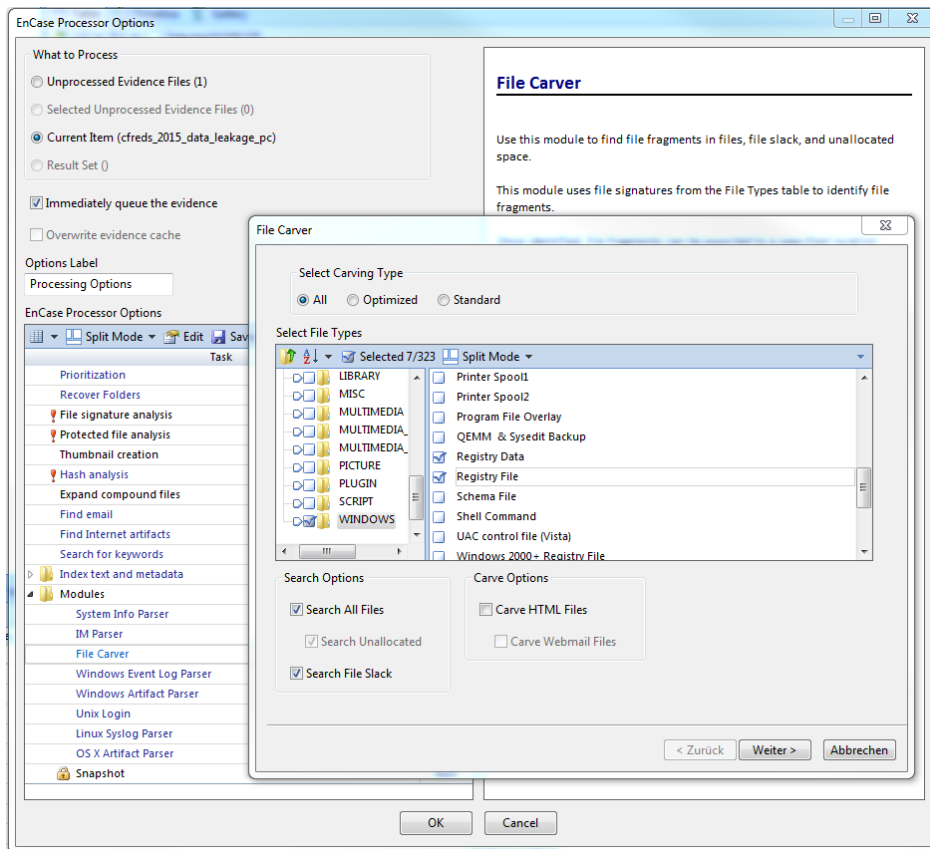 EnCase Processor Options
What to Process
Unprocessed Evidence Files (1)
Selected Unprocessed Evidence Files (0)
Current Item (cfreds_2015_data_leakage_pc)
Result Set ()
Immediately queue the evidence
Overwrite evidence cache
Options Label
Processing Options
EnCase Processor Options
Split Mode
Edit
Sav
Task
Prioritization
Recover Folders
File signature analysis
Protected file analysis
Thumbnail creation
Hash analysis
Expand compound files
Find email
Find Internet artifacts
Search for keywords
Index text and metadata
Modules
System Info Parser
IM Parser
File Carver
Windows Event Log Parser
Windows Artifact Parser
Unix Login
Linux Syslog Parser
OS X Artifact Parser
Snapshot
File Carver
Use this module to find file fragments in files, file slack, and unallocated
space.
This module uses file signatures from the File Types table to identify file
fragments.
File Carver
Select Carving Type
All
Optimized
Standard
Select File Types
Selected 7/323
Split Mode
LIBRARY
MISC
MULTIMEDIA
MULTIMEDIA_
MULTIMEDIA_
PICTURE
PLUGIN
SCRIPT
WINDOWS
Printer Spool1
Printer Spool2
Program File Overlay
QEMM & Sysedit Backup
Registry Data
Registry File
Schema File
Shell Command
UAC control file (Vista)
Windows 2000+ Registry File
Search Options
Search All Files
Search Unallocated
Search File Slack
Carve Options
Carve HTML Files
Carve Webmail Files
< Zurück
Weiter >
Abbrechen
OK
Cancel